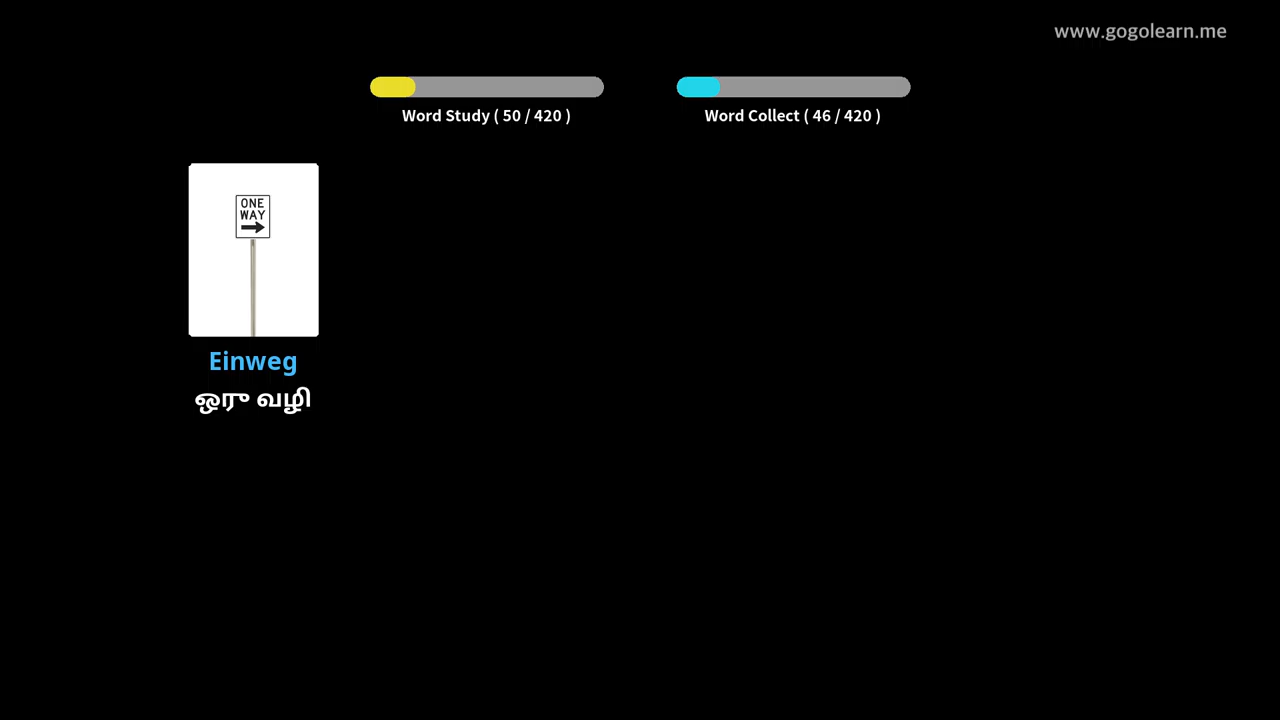 www.gogolearn.me
Word Study ( 50 / 420 )
Word Collect ( 46 / 420 )
ONE
WAY
Einweg
ஒரு வழி